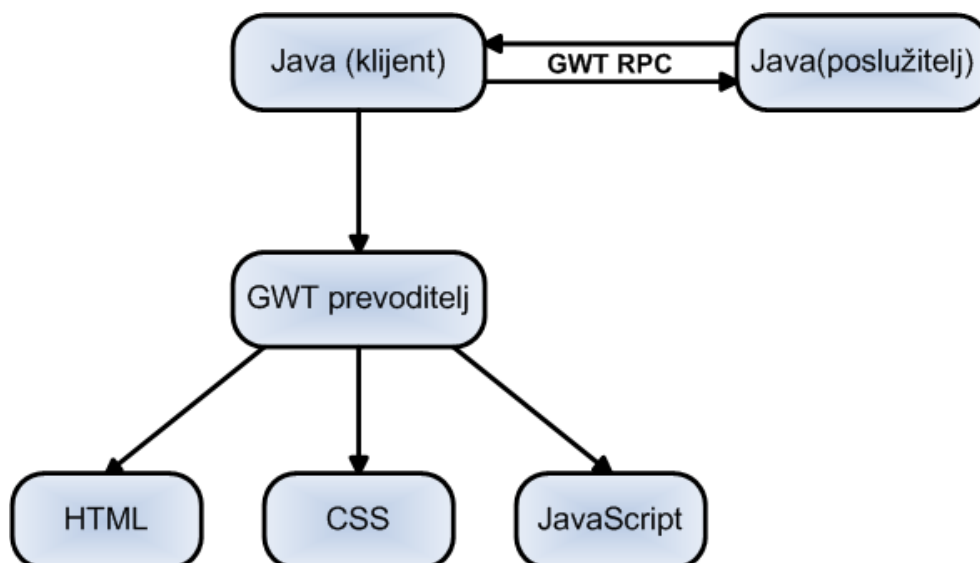 Java (klijent)
GWT RPC
Java(poslužitelj)
GWT prevoditelj
HTML
CSS
JavaScript